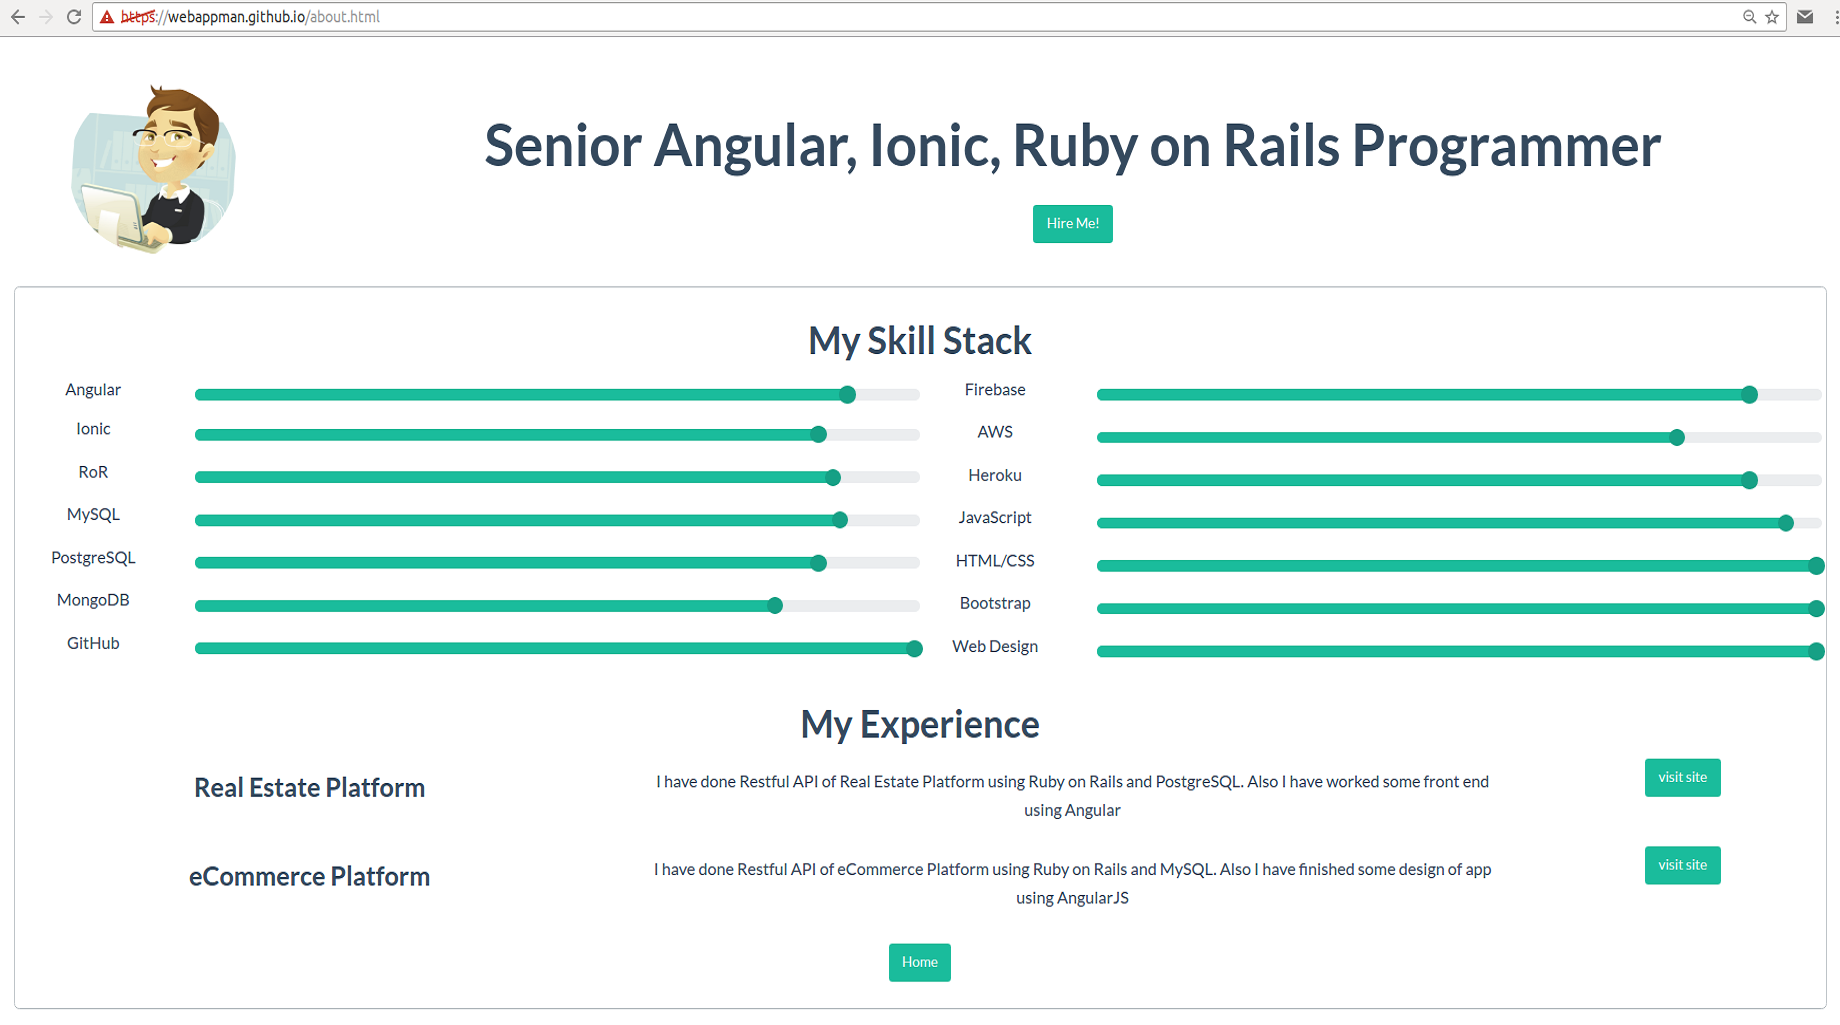 https://webappman.github.io/about.html
Senior Angular, Ionic, Ruby on Rails Programmer
Hire Me!
My Skill Stack
Angular
Ionic
RoR
MySQL
PostgreSQL
MongoDB
GitHub
Firebase
AWS
Heroku
JavaScript
HTML/CSS
Bootstrap
Web Design
My Experience
Real Estate Platform
I have done Restful API of Real Estate Platform using Ruby on Rails and PostgreSQL. Also I have worked some front end
using Angular
visit site
eCommerce Platform
I have done Restful API of eCommerce Platform using Ruby on Rails and MySQL. Also I have finished some design of app
using AngularJS
visit site
Home